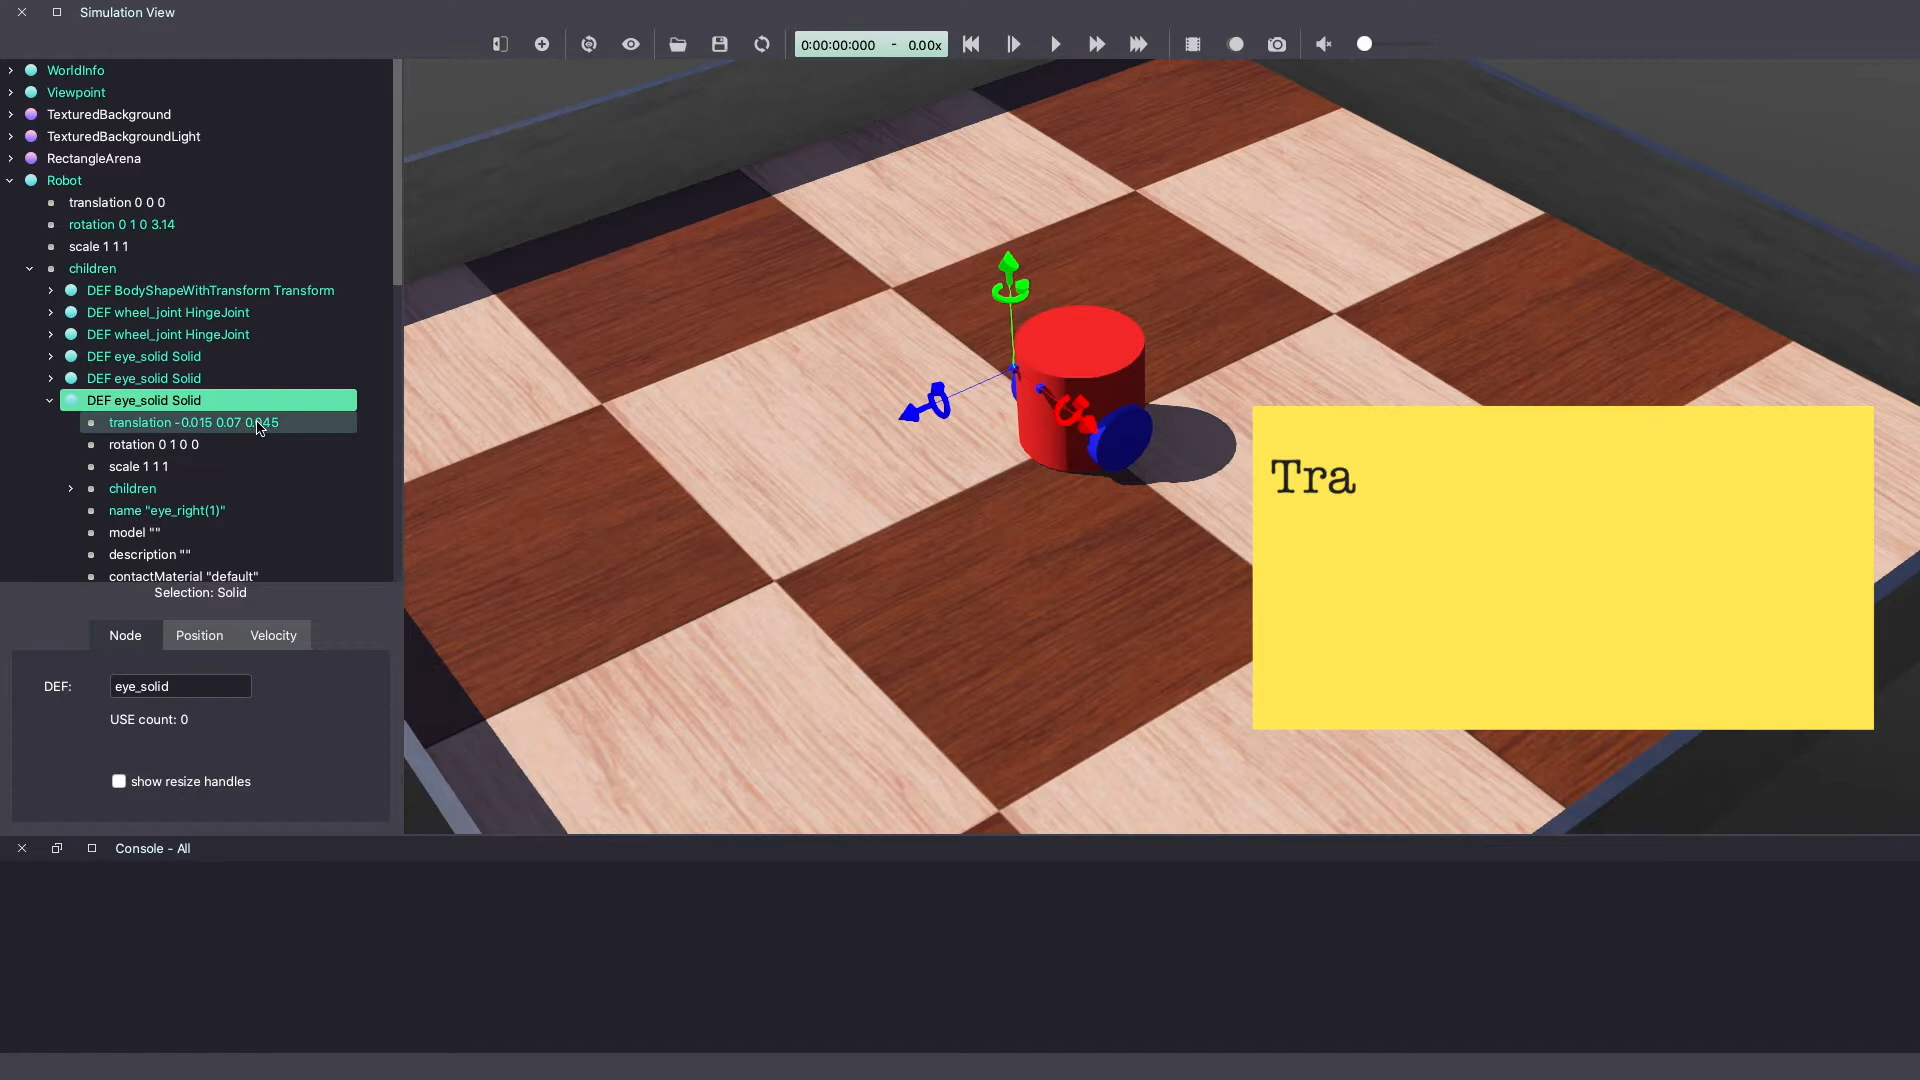 Simulation View
0:00:00:000 - 0.00x
WorldInfo
Viewpoint
TexturedBackground
TexturedBackgroundLight
RectangleArena
Robot
translation 0 0 0
rotation 0 1 0 3.14
scale 1 1 1
children
DEF BodyShapeWithTransform Transform
DEF wheel_joint HingeJoint
DEF wheel_joint HingeJoint
DEF eye_solid Solid
DEF eye_solid Solid
DEF eye_solid Solid
translation -0.015 0.07 0.045
rotation 0 1 0 0
scale 1 1 1
children
name "eye_right(1)"
model ""
description ""
contactMaterial "default"
Selection: Solid
Node Position Velocity
DEF: eye_solid
USE count: 0
show resize handles
Tra
Console - All